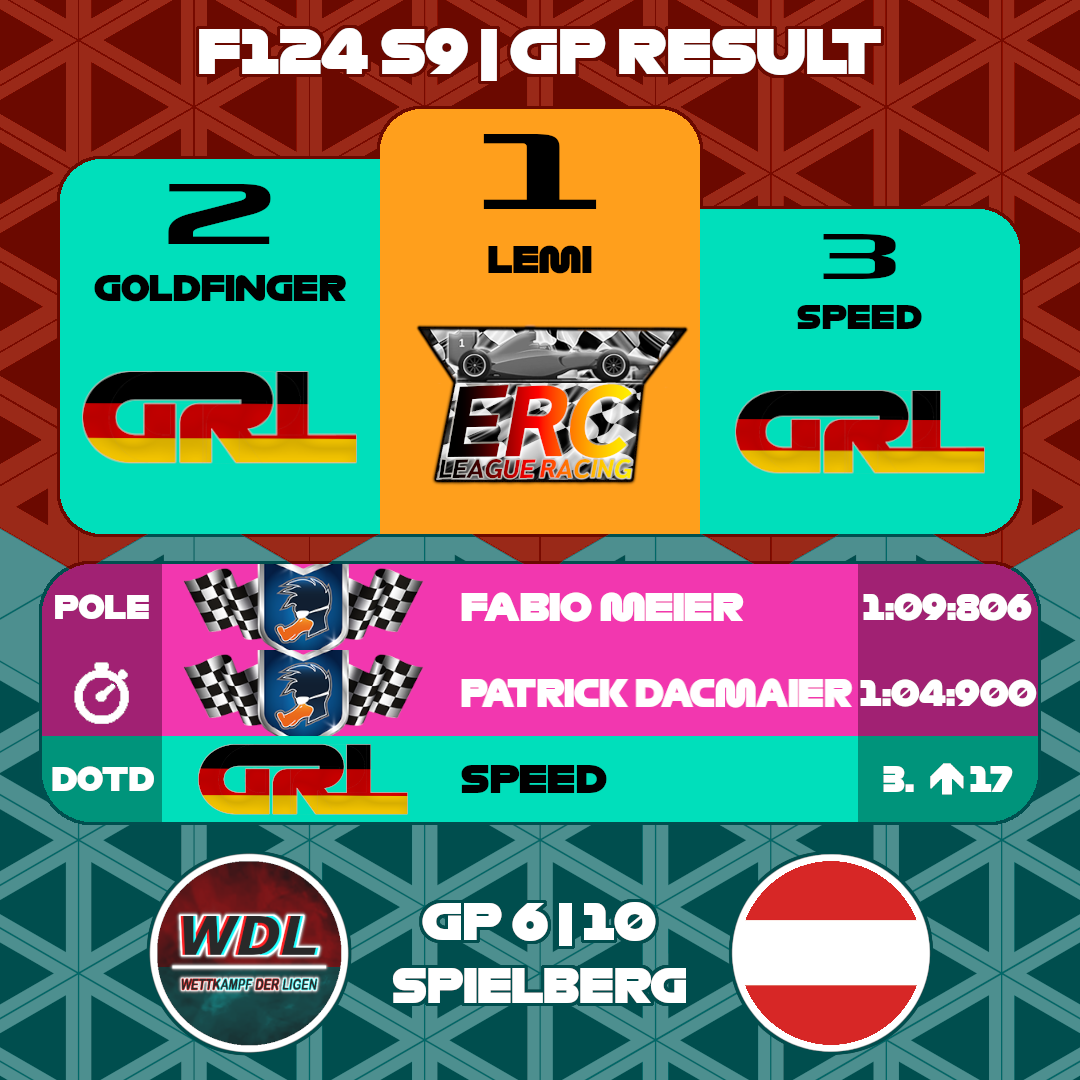 F124 S9 | GP RESULT
1
LEMI
1
ERC
LEAGUE RACING
2
GOLDFINGER
GRL
3
SPEED
GRL
POLE FABIO MEIER 1:09:806
PATRICK DACMAIER 1:04:900
DOTD GRL SPEED 3. ↑17
WDL
WETTKAMPF DER LIGEN
GP 6 | 10
SPIELBERG